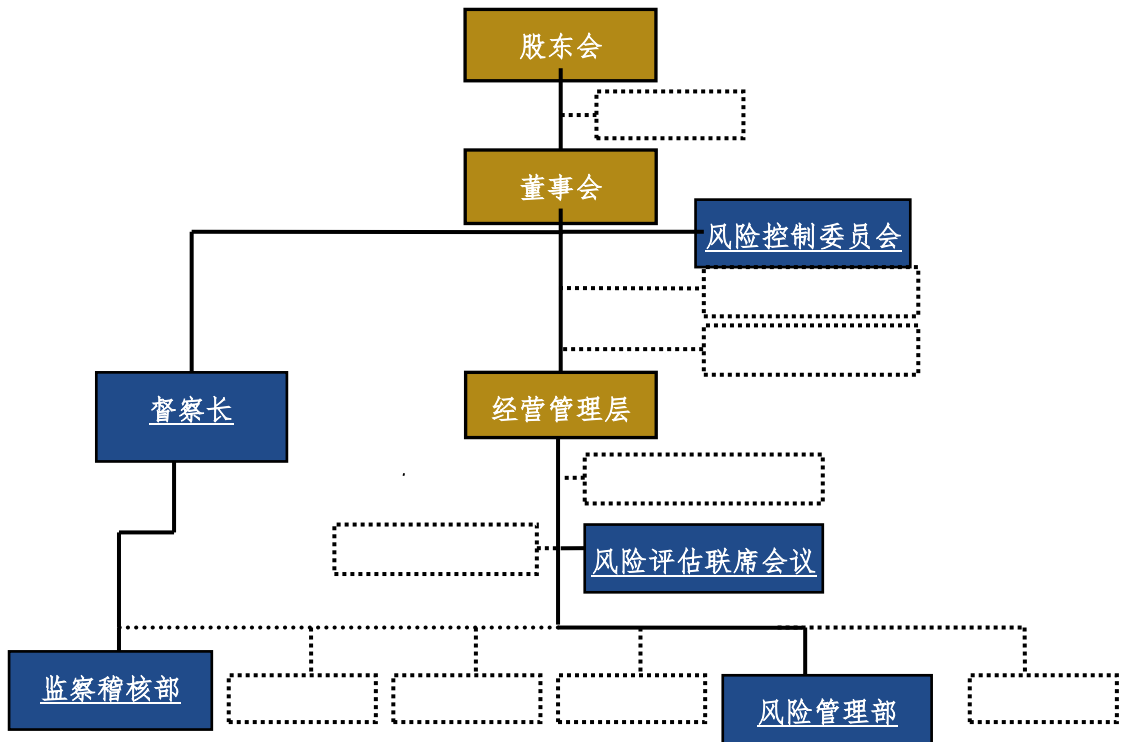 股东会
董事会
风险控制委员会
督察长
经营管理层
风险评估联席会议
监察稽核部
风险管理部